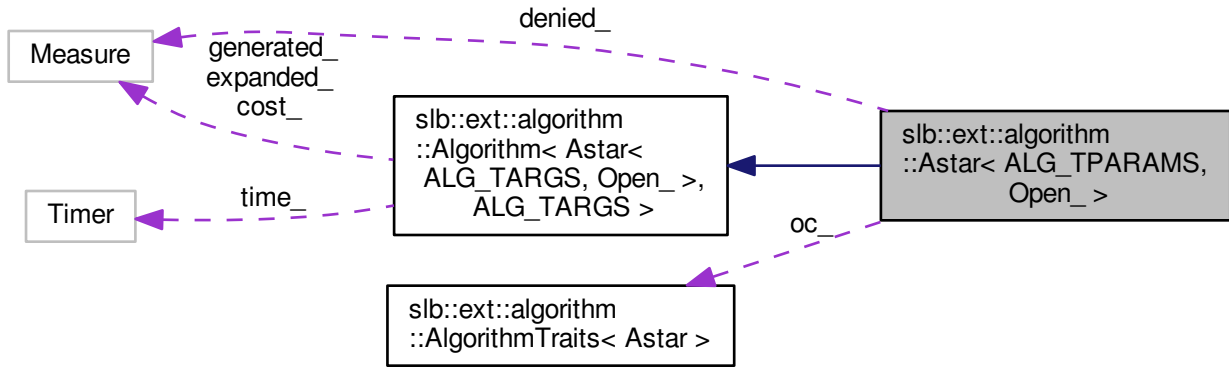 denied_
Measure
generated_
expanded_
cost_
slb::ext::algorithm
::Algorithm< Astar<
ALG_TARGS, Open_ >,
ALG_TARGS >
slb::ext::algorithm
::Astar< ALG_TPARAMS,
Open_ >
Timer
time_
oc_
slb::ext::algorithm
::AlgorithmTraits< Astar >